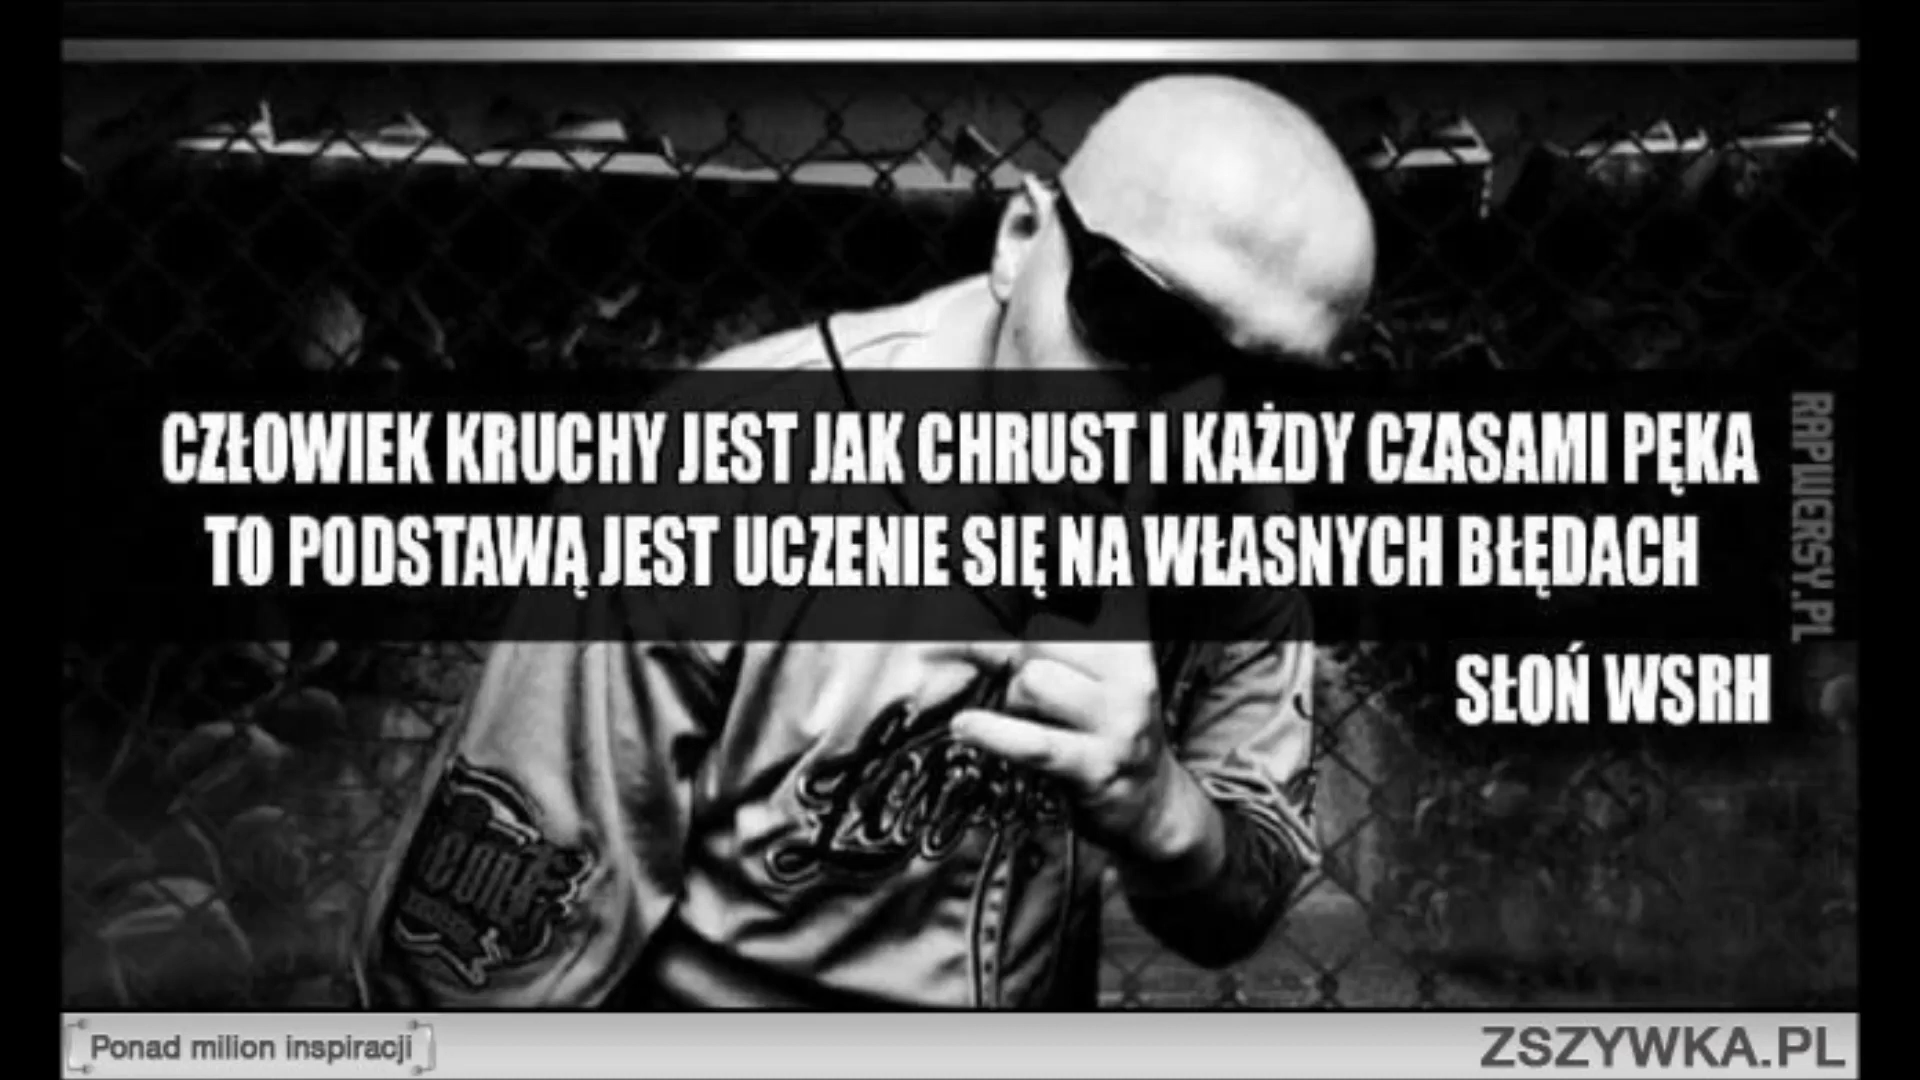 CZŁOWIEK KRUCHY JEST JAK CHRUST I KAŻDY CZASAMI PĘKA
TO PODSTAWĄ JEST UCZENIE SIĘ NA WŁASNYCH BŁĘDACH
RAPWERSY.PL
SŁOŃ WSRH
Ponad milion inspiracji
ZSZYWKA.PL